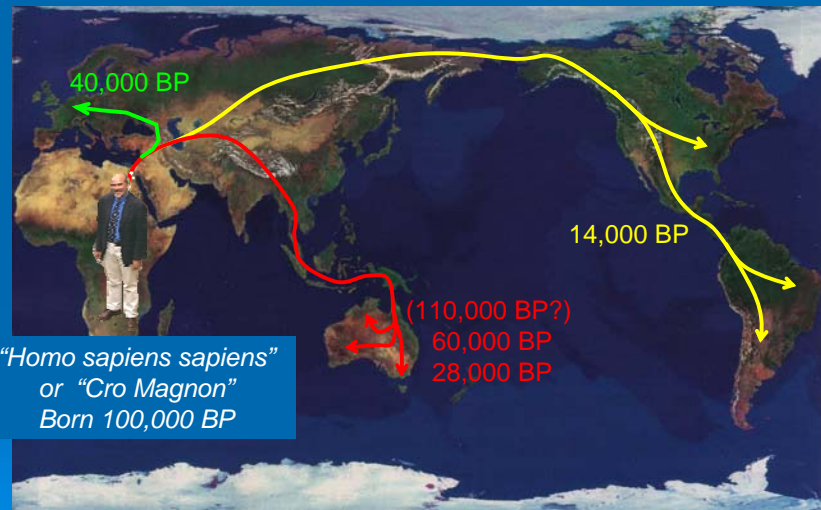 40,000 BP
14,000 BP
(110,000 BP?)
60,000 BP
28,000 BP
“Homo sapiens sapiens”
or “Cro Magnon”
Born 100,000 BP